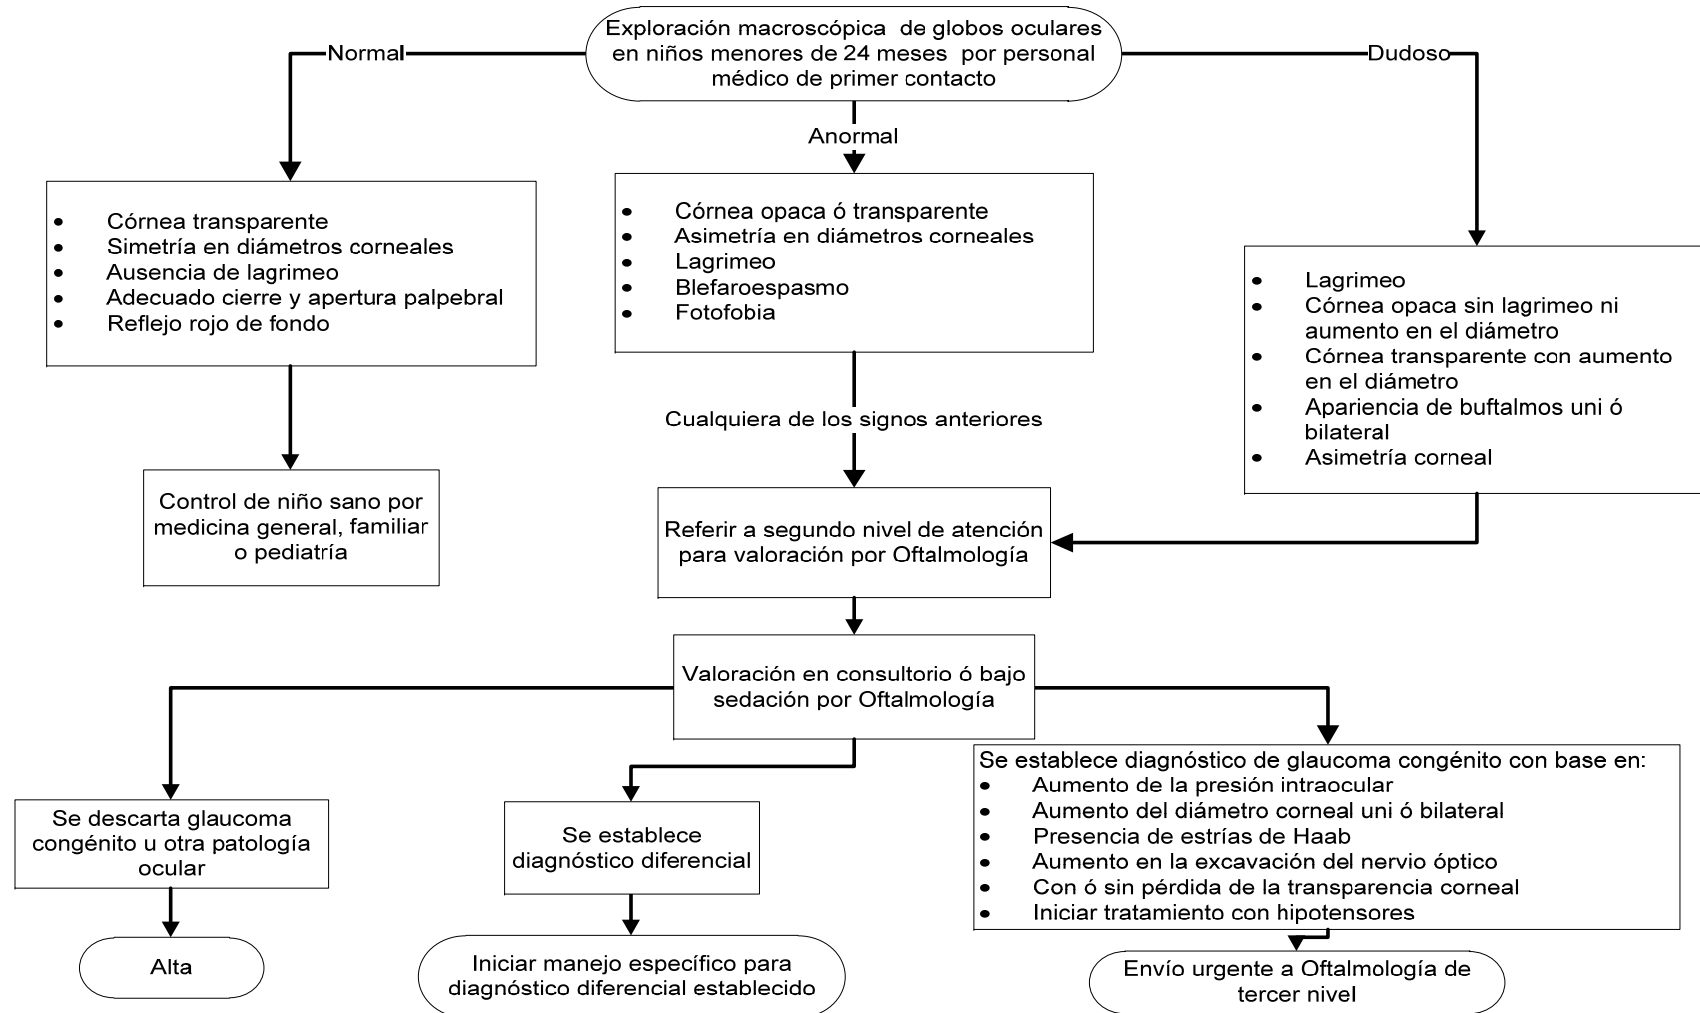 Exploración macroscópica de globos oculares
en niños menores de 24 meses por personal
médico de primer contacto
Normal
Anormal
Dudoso
• Córnea transparente
• Simetría en diámetros corneales
• Ausencia de lagrimeo
• Adecuado cierre y apertura palpebral
• Reflejo rojo de fondo
• Córnea opaca ó transparente
• Asimetría en diámetros corneales
• Lagrimeo
• Blefaroespasmo
• Fotofobia
• Lagrimeo
• Córnea opaca sin lagrimeo ni
aumento en el diámetro
• Córnea transparente con aumento
en el diámetro
• Apariencia de buftalmos uni ó
bilateral
• Asimetría corneal
Cualquiera de los signos anteriores
Control de niño sano por
medicina general, familiar
o pediatría
Referir a segundo nivel de atención
para valoración por Oftalmología
Valoración en consultorio ó bajo
sedación por Oftalmología
Se descarta glaucoma
congénito u otra patología
ocular
Se establece
diagnóstico diferencial
Se establece diagnóstico de glaucoma congénito con base en:
• Aumento de la presión intraocular
• Aumento del diámetro corneal uni ó bilateral
• Presencia de estrías de Haab
• Aumento en la excavación del nervio óptico
• Con ó sin pérdida de la transparencia corneal
• Iniciar tratamiento con hipotensores
Alta
Iniciar manejo específico para
diagnóstico diferencial establecido
Envío urgente a Oftalmología de
tercer nivel